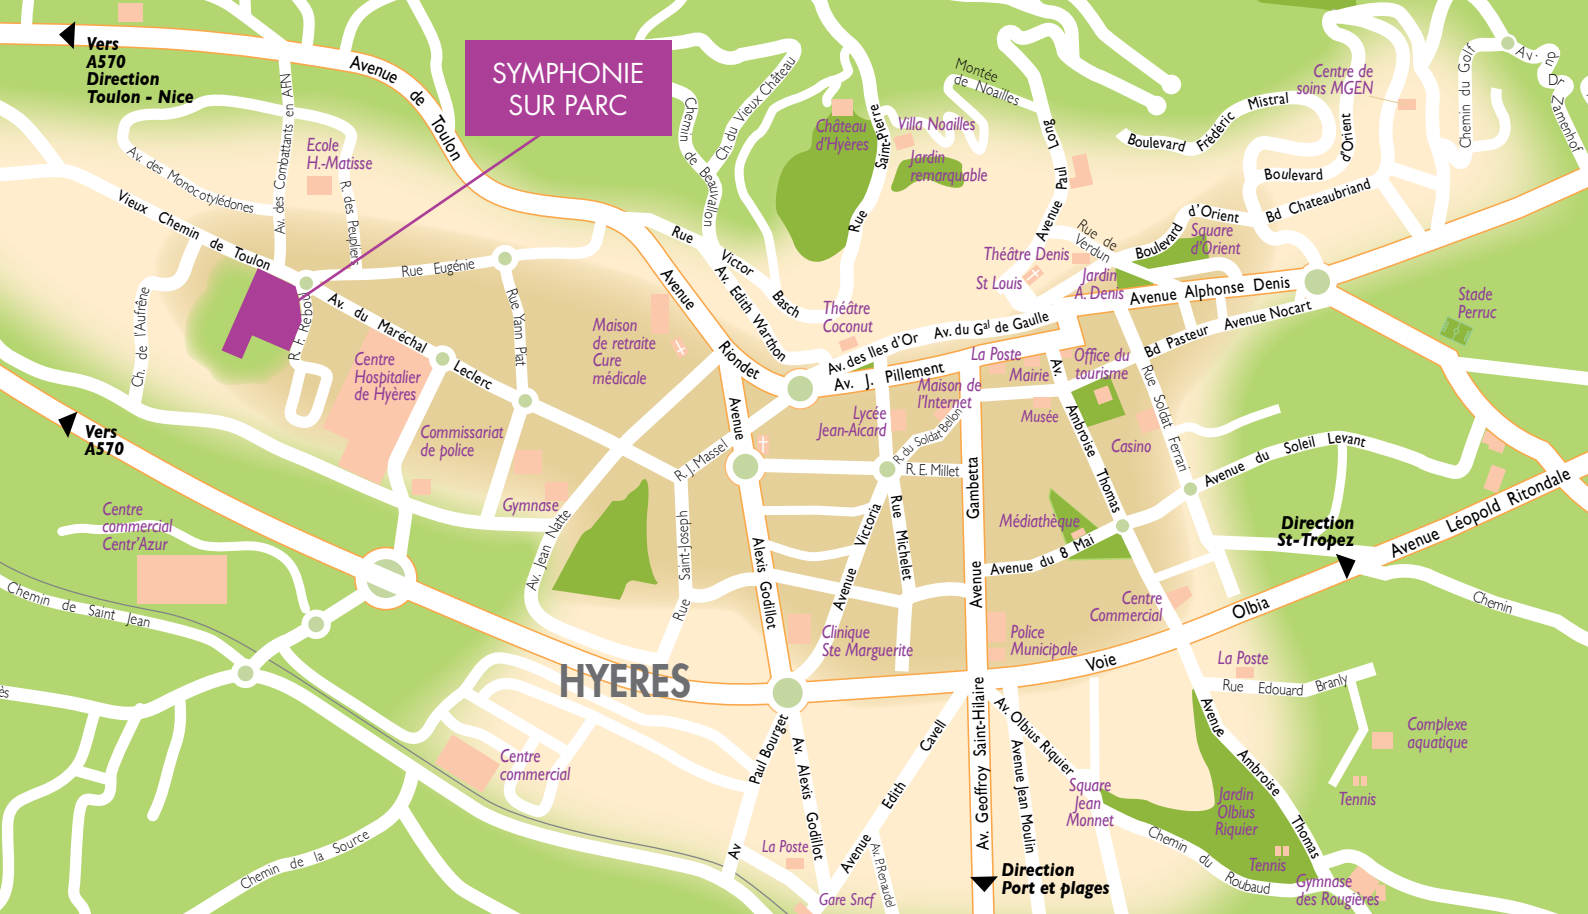 Vers
A570
Direction
Toulon - Nice
Avenue de Toulon
SYMPHONIE
SUR PARC
Av. des Combattants en AFN
Ecole
H.-Matisse
R. des Peupliers
Av. des Monocotylédones
Vieux Chemin de Toulon
Ch. de l'Aufrêne
R. F. Reboul
Rue Eugénie
Av. du Maréchal Leclerc
Rue Yann Piat
Centre
Hospitalier
de Hyères
Commissariat
de police
Gymnase
Vers
A570
Centre
commercial
Centr'Azur
Chemin de Saint Jean
Chemin de Beauvallon
Ch. du Vieux Château
Château
d'Hyères
Rue Saint-Pierre
Villa Noailles
Jardin
remarquable
Montée
de Noailles
Avenue Paul Long
Boulevard Frédéric Mistral
Centre de
soins MGEN
Chemin du Golf
Av. du Dr Zamenhof
Boulevard d'Orient
Bd Chateaubriand
Boulevard d'Orient
Square
d'Orient
Rue de
Verdun
Théâtre Denis
St Louis
Jardin
A. Denis
Avenue Alphonse Denis
Bd Pasteur
Avenue Nocart
Stade
Perruc
Rue Victor Basch
Av. Edith Warthon
Avenue Riondet
Maison
de retraite
Cure
médicale
Théâtre
Coconut
Av. des Iles d'Or
Av. du Gal de Gaulle
Av. J. Pillement
La Poste
Mairie
Office du
tourisme
Maison de
l'Internet
Musée
Casino
Lycée
Jean-Aicard
R. du Soldat Bellon
R. E. Millet
Rue Soldat Ferran
Av. Ambroise Thomas
Avenue du Soleil Levant
R. J. Massel
Avenue Alexis Godillot
Av. Jean Natte
Rue Saint-Joseph
Avenue Victoria
Rue Michelet
Avenue Gambetta
Médiathèque
Avenue du 8 Mai
Direction
St-Tropez
Avenue Léopold Ritondale
Chemin
Voie Olbia
Centre
Commercial
Clinique
Ste Marguerite
Police
Municipale
HYERES
La Poste
Rue Edouard Branly
Complexe
aquatique
Tennis
Centre
commercial
Chemin de la Source
Av Paul Bourget
Av. Alexis Godillot
La Poste
Gare Sncf
Avenue Edith Cavell
Av. P. Renaudel
Av. Geoffroy Saint-Hilaire
Av. Olbius Riquier
Avenue Jean Moulin
Direction
Port et plages
Square
Jean
Monnet
Chemin du Roubaud
Jardin
Olbius
Riquier
Avenue Ambroise Thomas
Tennis
Gymnase
des Rougières